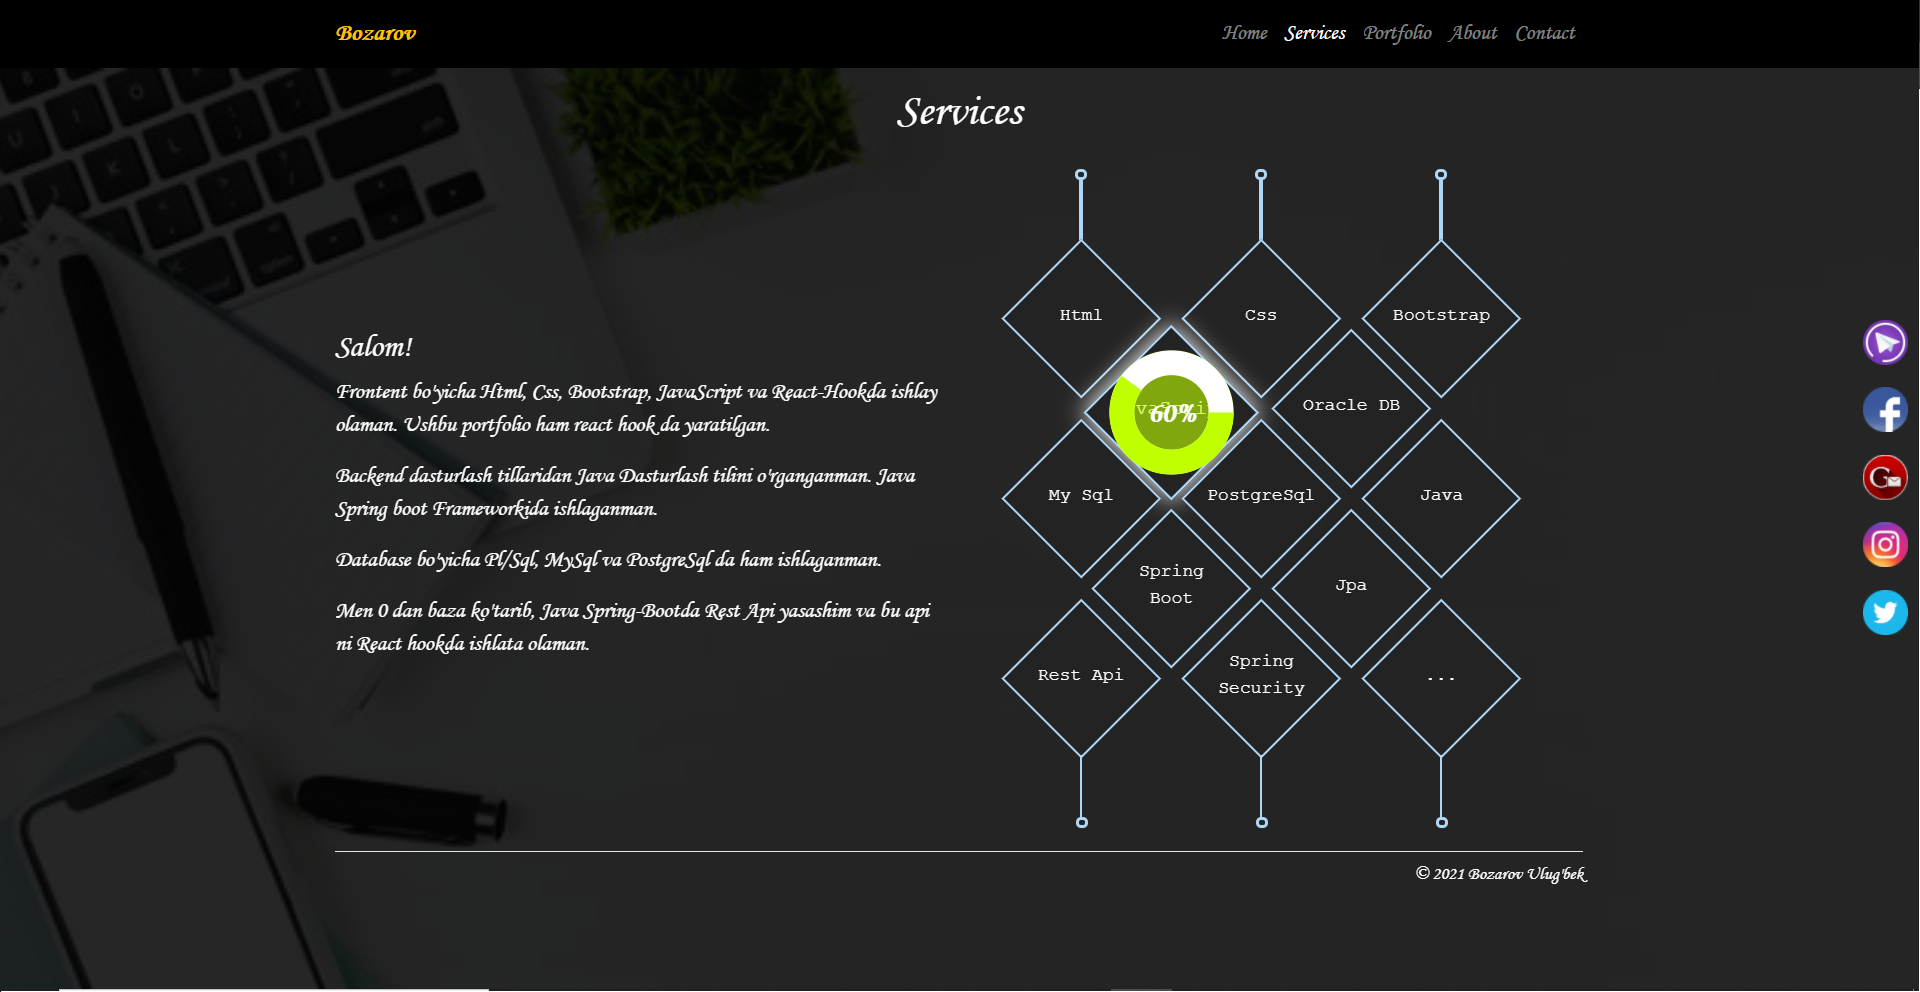 Bozarov
Home Services Portfolio About Contact
Services
Salom!
Frontent bo'yicha Html, Css, Bootstrap, JavaScript va React-Hookda ishlay
olaman. Ushbu portfolio ham react hook da yaratilgan.
Backend dasturlash tillaridan Java Dasturlash tilini o'rganganman. Java
Spring boot Frameworkida ishlaganman.
Database bo'yicha Pl/Sql, MySql va PostgreSql da ham ishlaganman.
Men 0 dan baza ko'tarib, Java Spring-Bootda Rest Api yasashim va bu api
ni React hookda ishlata olaman.
Html
Css
Bootstrap
60%
Oracle DB
My Sql
PostgreSql
Java
Spring
Boot
Jpa
Rest Api
Spring
Security
...
© 2021 Bozarov Ulug'bek